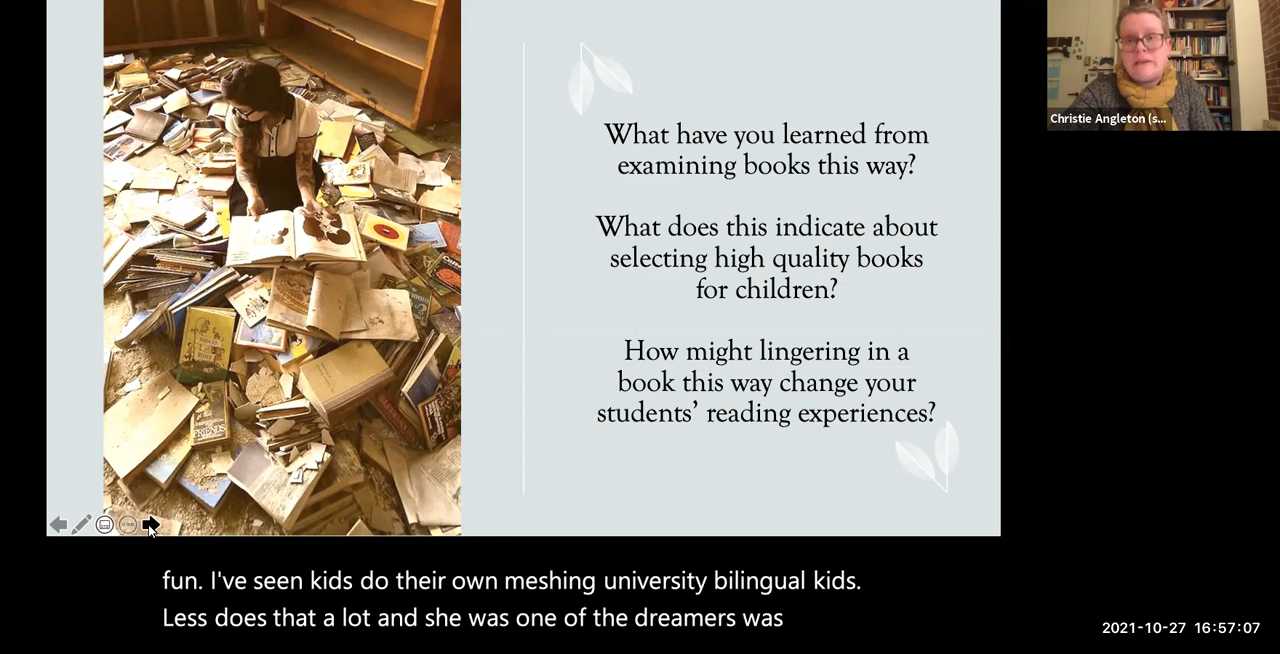 What have you learned from
examining books this way?
What does this indicate about
selecting high quality books
for children?
How might lingering in a
book this way change your
students’ reading experiences?
Christie Angleton (s...
fun. I've seen kids do their own meshing university bilingual kids.
Less does that a lot and she was one of the dreamers was
2021-10-27 16:57:07